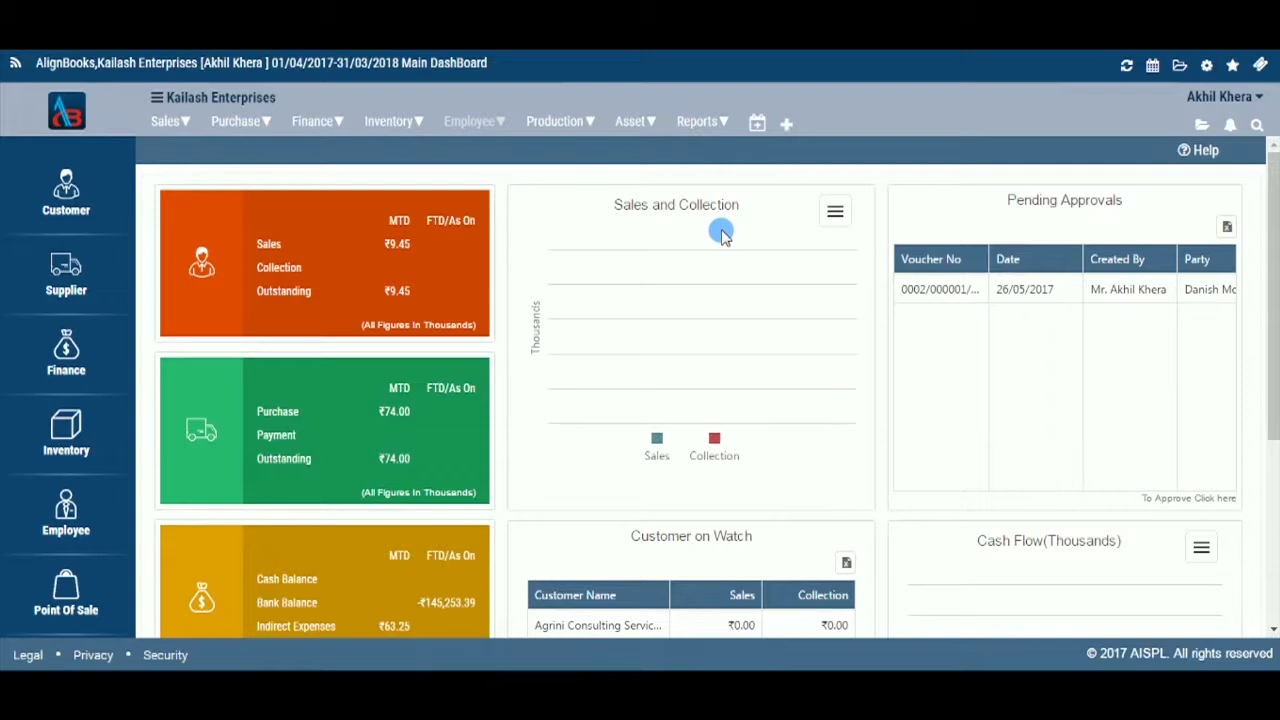 AlignBooks,Kailash Enterprises [Akhil Khera ] 01/04/2017-31/03/2018 Main DashBoard
Kailash Enterprises
Akhil Khera
Sales▼ Purchase▼ Finance▼ Inventory▼ Employee▼ Production▼ Asset▼ Reports▼
Help
Customer
Supplier
Finance
Inventory
Employee
Point Of Sale
MTD FTD/As On
Sales ₹9.45
Collection
Outstanding ₹9.45
(All Figures In Thousands)
MTD FTD/As On
Purchase ₹74.00
Payment
Outstanding ₹74.00
(All Figures In Thousands)
MTD FTD/As On
Cash Balance
Bank Balance -₹145,253.39
Indirect Expenses ₹63.25
Sales and Collection
Thousands
Sales Collection
Customer on Watch
Customer Name Sales Collection
Agrini Consulting Servic... ₹0.00 ₹0.00
Pending Approvals
Voucher No Date Created By Party
0002/000001/... 26/05/2017 Mr. Akhil Khera Danish Mo
To Approve Click here
Cash Flow(Thousands)
Legal • Privacy • Security
© 2017 AISPL. All rights reserved